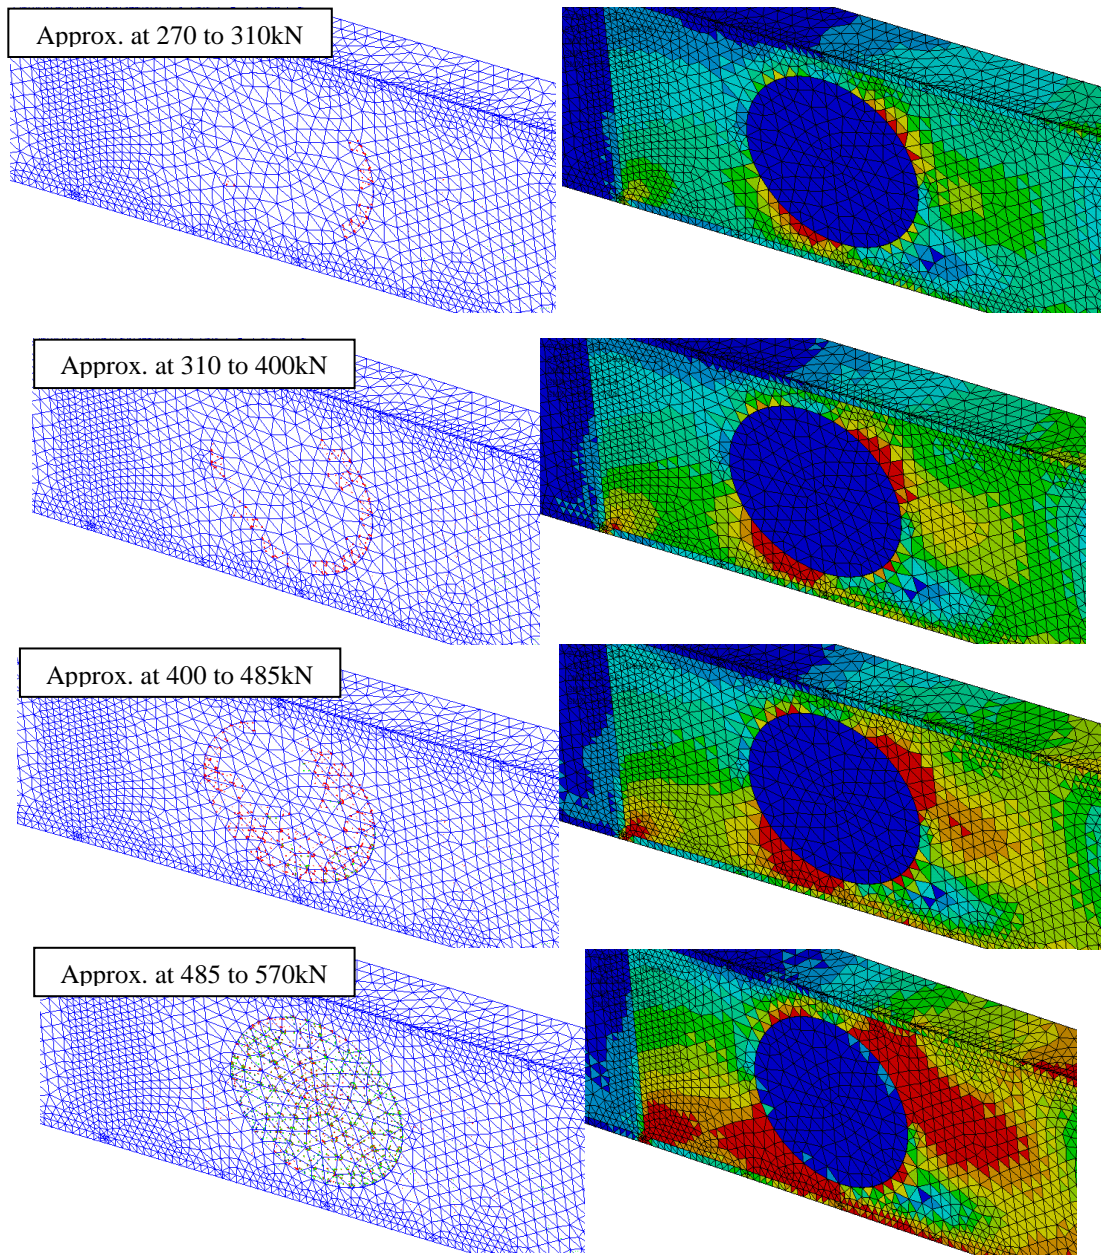 Approx. at 270 to 310kN
Approx. at 310 to 400kN
Approx. at 400 to 485kN
Approx. at 485 to 570kN